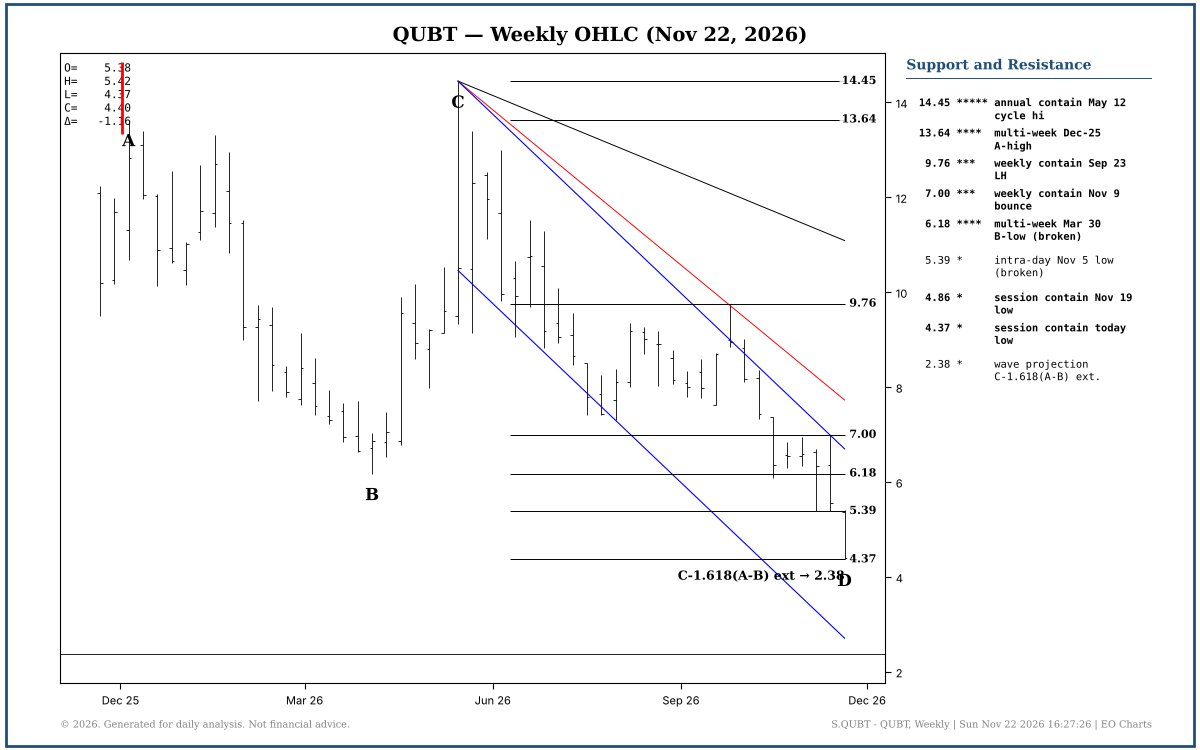 QUBT — Weekly OHLC (Nov 22, 2026)
O= 5.38
H= 5.42
L= 4.37
C= 4.40
Δ= -1.16
A
B
C
D
14.45
13.64
9.76
7.00
6.18
5.39
4.37
C-1.618(A-B) ext → 2.38
14
12
10
8
6
4
2
Dec 25
Mar 26
Jun 26
Sep 26
Dec 26
Support and Resistance
14.45 ***** annual contain May 12
cycle hi
13.64 **** multi-week Dec-25
A-high
9.76 *** weekly contain Sep 23
LH
7.00 *** weekly contain Nov 9
bounce
6.18 **** multi-week Mar 30
B-low (broken)
5.39 * intra-day Nov 5 low
(broken)
4.86 * session contain Nov 19
low
4.37 * session contain today
low
2.38 * wave projection
C-1.618(A-B) ext.
© 2026. Generated for daily analysis. Not financial advice.
S.QUBT - QUBT, Weekly | Sun Nov 22 2026 16:27:26 | EO Charts